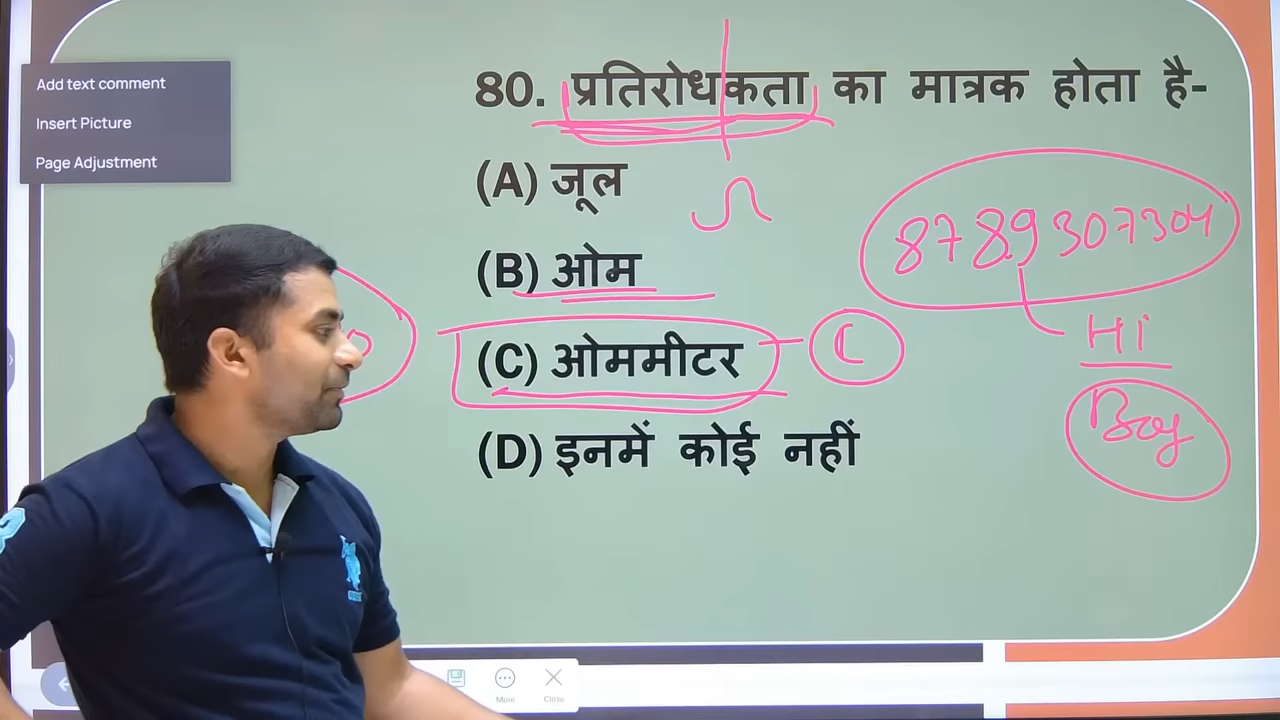 Add text comment
Insert Picture
Page Adjustment
80. प्रतिरोधकता का मात्रक होता है-
(A) जूल
(B) ओम
(C) ओममीटर
(D) इनमें कोई नहीं
8789307304
HI
Boy
C
More
Close